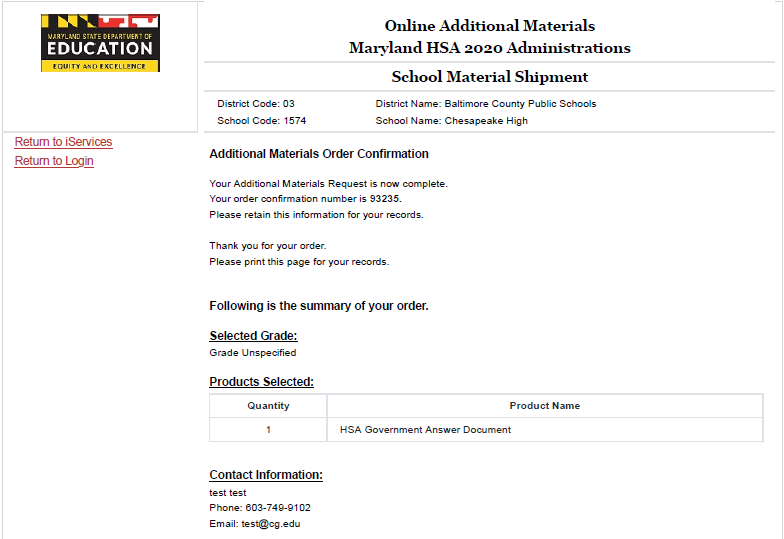 MARYLAND STATE DEPARTMENT OF
EDUCATION
EQUITY AND EXCELLENCE
Online Additional Materials
Maryland HSA 2020 Administrations
School Material Shipment
District Code: 03 District Name: Baltimore County Public Schools
School Code: 1574 School Name: Chesapeake High
Return to iServices
Return to Login
Additional Materials Order Confirmation
Your Additional Materials Request is now complete.
Your order confirmation number is 93235.
Please retain this information for your records.
Thank you for your order.
Please print this page for your records.
Following is the summary of your order.
Selected Grade:
Grade Unspecified
Products Selected:
Quantity Product Name
1 HSA Government Answer Document
Contact Information:
test test
Phone: 603-749-9102
Email: test@cg.edu